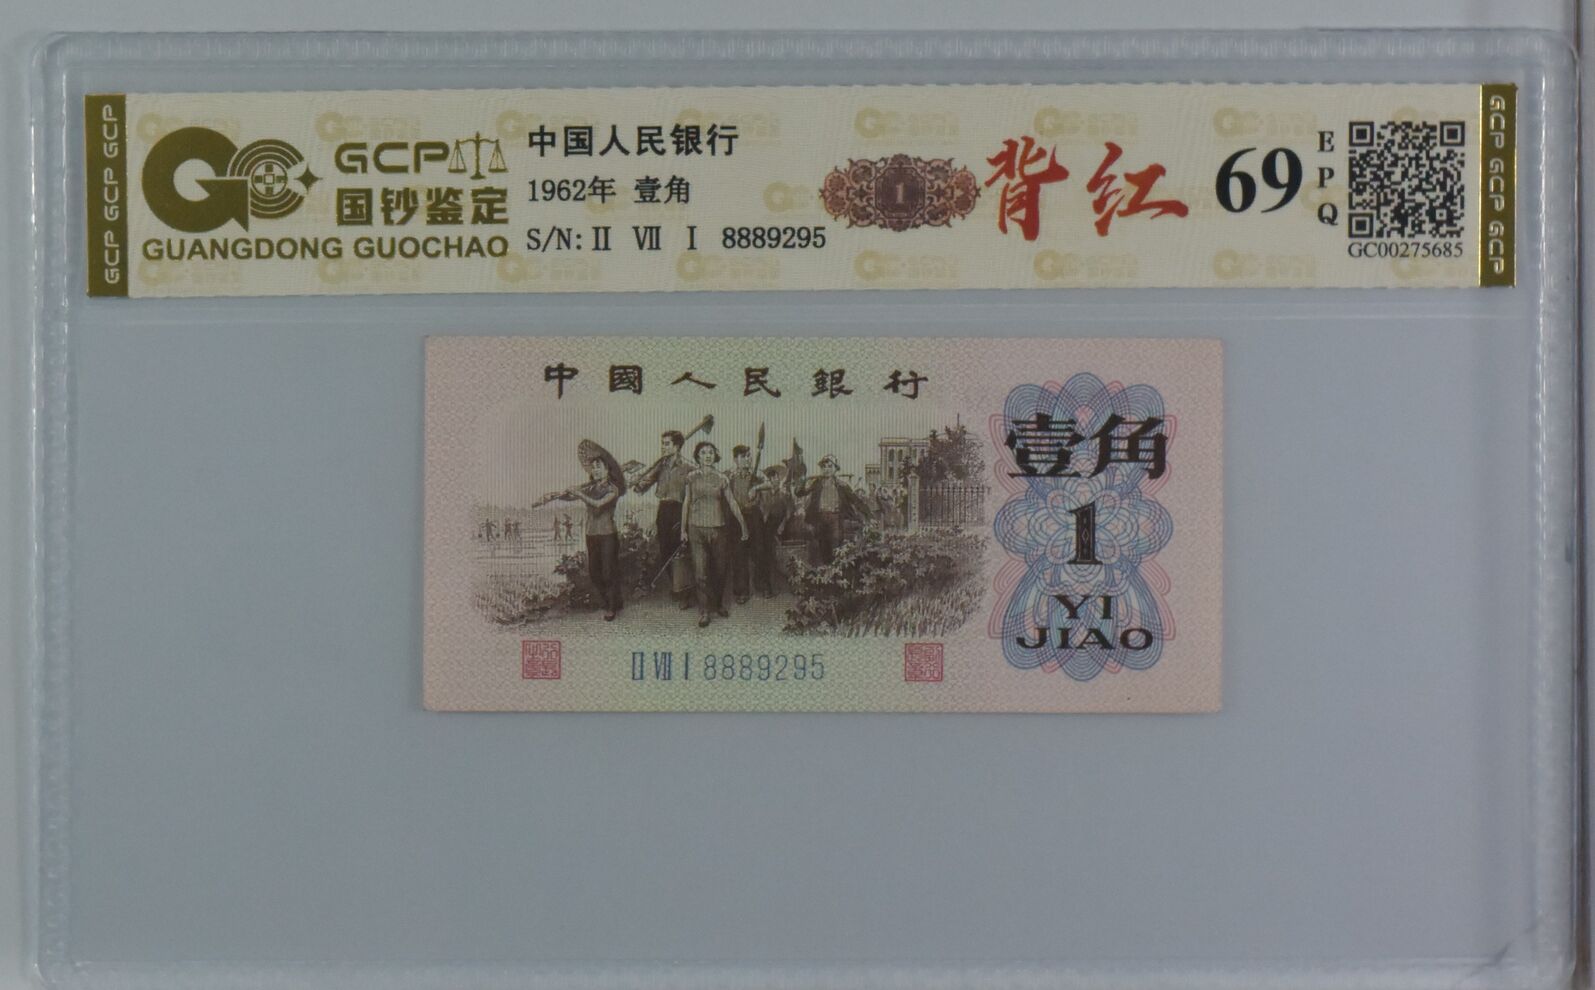 GCP GCP GCP
GCP
国钞鉴定
GUANGDONG GUOCHAO
中国人民银行
1962年 壹角
S/N: II VII I 8889295
1
背红
69
EPQ
GC00275685
GCP GCP GCP
中國人民銀行
壹角
1
YI
JIAO
II VII I 8889295